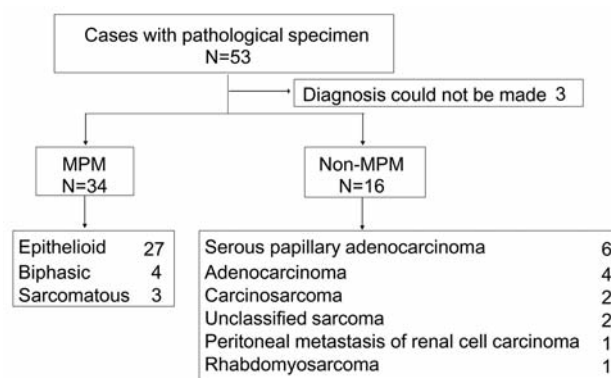 Cases with pathological specimen
N=53
Diagnosis could not be made 3
MPM
N=34
Non-MPM
N=16
Epithelioid 27
Biphasic 4
Sarcomatous 3
Serous papillary adenocarcinoma 6
Adenocarcinoma 4
Carcinosarcoma 2
Unclassified sarcoma 2
Peritoneal metastasis of renal cell carcinoma 1
Rhabdomyosarcoma 1